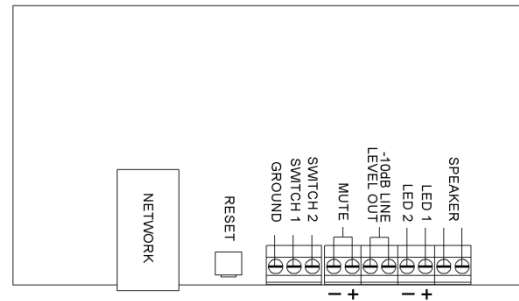 NETWORK
RESET
GROUND
SWITCH 1
SWITCH 2
MUTE
-10dB LINE
LEVEL OUT
LED 2
LED 1
SPEAKER
− +
− +